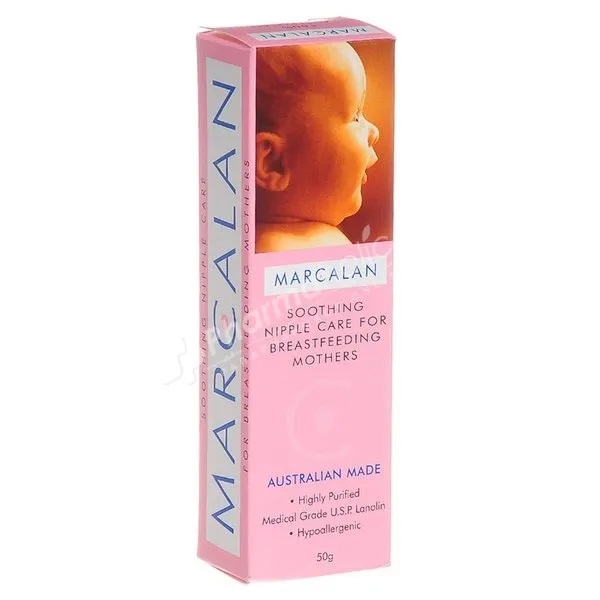 MARCALAN
SOOTHING NIPPLE CARE
MARCALAN
FOR BREASTFEEDING MOTHERS
MARCALAN
SOOTHING
NIPPLE CARE FOR
BREASTFEEDING
MOTHERS
AUSTRALIAN MADE
• Highly Purified
Medical Grade U.S.P. Lanolin
• Hypoallergenic
50g